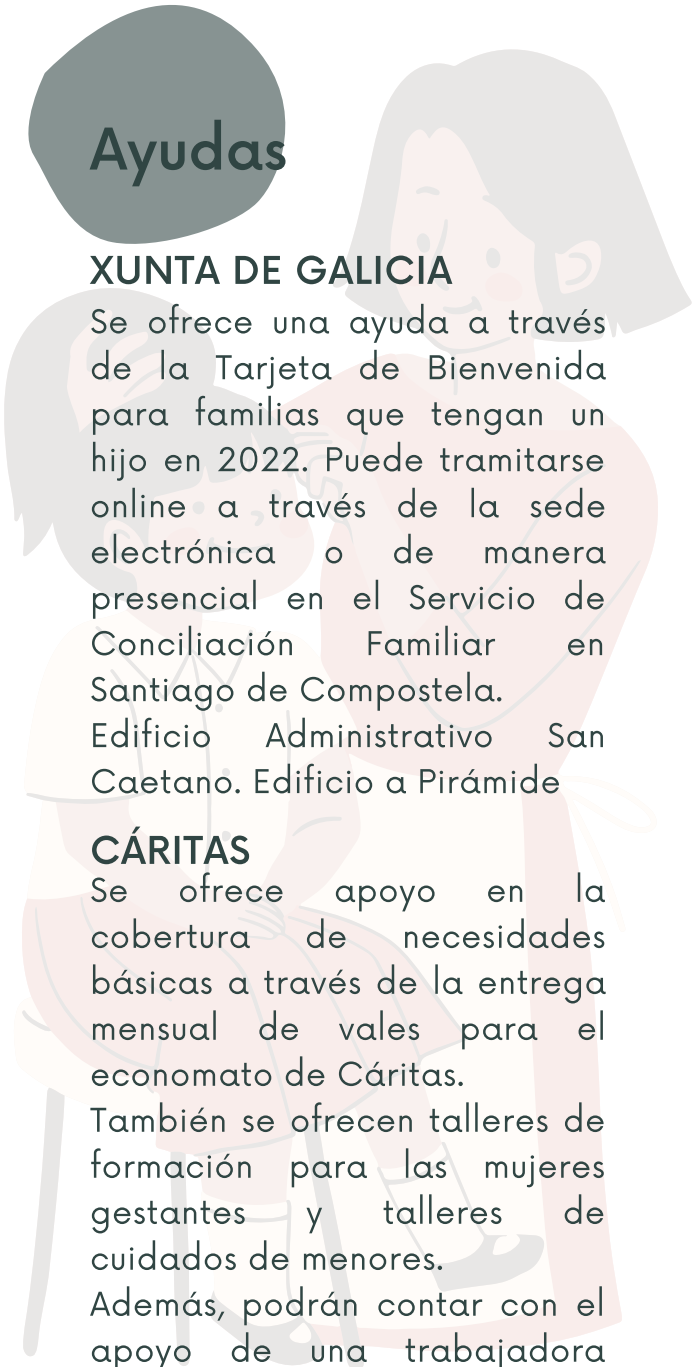 Ayudas
XUNTA DE GALICIA
Se ofrece una ayuda a través
de la Tarjeta de Bienvenida
para familias que tengan un
hijo en 2022. Puede tramitarse
online a través de la sede
electrónica o de manera
presencial en el Servicio de
Conciliación Familiar en
Santiago de Compostela.
Edificio Administrativo San
Caetano. Edificio a Pirámide
CÁRITAS
Se ofrece apoyo en la
cobertura de necesidades
básicas a través de la entrega
mensual de vales para el
economato de Cáritas.
También se ofrecen talleres de
formación para las mujeres
gestantes y talleres de
cuidados de menores.
Además, podrán contar con el
apoyo de una trabajadora